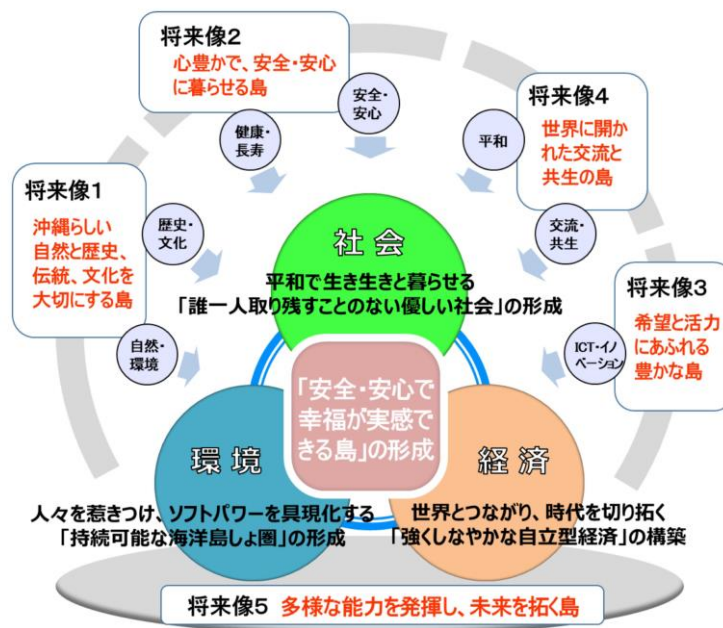 将来像2
心豊かで、安全・安心
に暮らせる島
安全・
安心
健康・
長寿
平和
将来像4
世界に開か
れた交流と
共生の島
将来像1
沖縄らしい
自然と歴史、
伝統、文化を
大切にする島
歴史・
文化
交流・
共生
自然・
環境
将来像3
希望と活力
にあふれる
豊かな島
ICT・イノ
ベーション
社会
平和で生き生きと暮らせる
「誰一人取り残すことのない優しい社会」の形成
「安全・安心で
幸福が実感で
きる島」の形成
環境
人々を惹きつけ、ソフトパワーを具現化する
「持続可能な海洋島しょ圏」の形成
経済
世界とつながり、時代を切り拓く
「強くしなやかな自立型経済」の構築
将来像5 多様な能力を発揮し、未来を拓く島